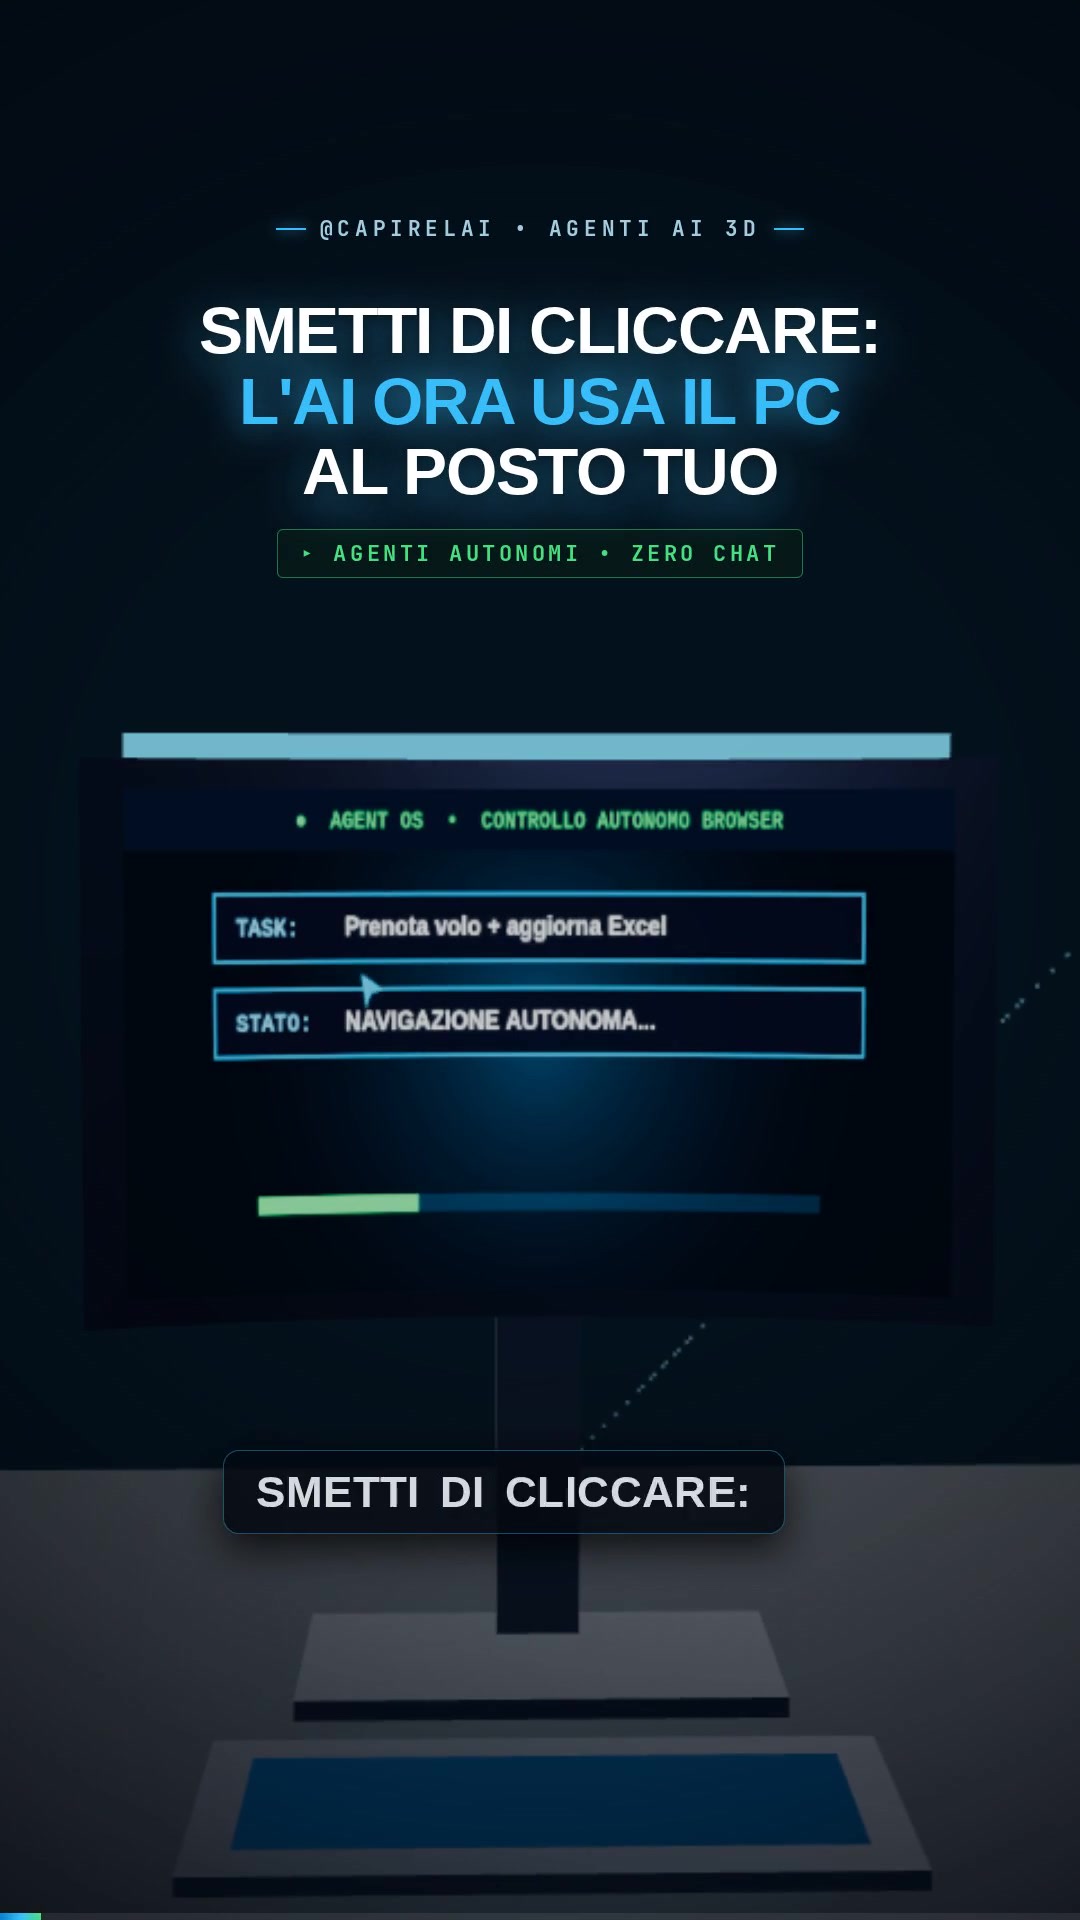 @CAPIRELAI • AGENTI AI 3D
SMETTI DI CLICCARE:
L'AI ORA USA IL PC
AL POSTO TUO
▸ AGENTI AUTONOMI • ZERO CHAT
● AGENT OS • CONTROLLO AUTONOMO BROWSER
TASK: Prenota volo + aggiorna Excel
STATO: NAVIGAZIONE AUTONOMA...
SMETTI DI CLICCARE: